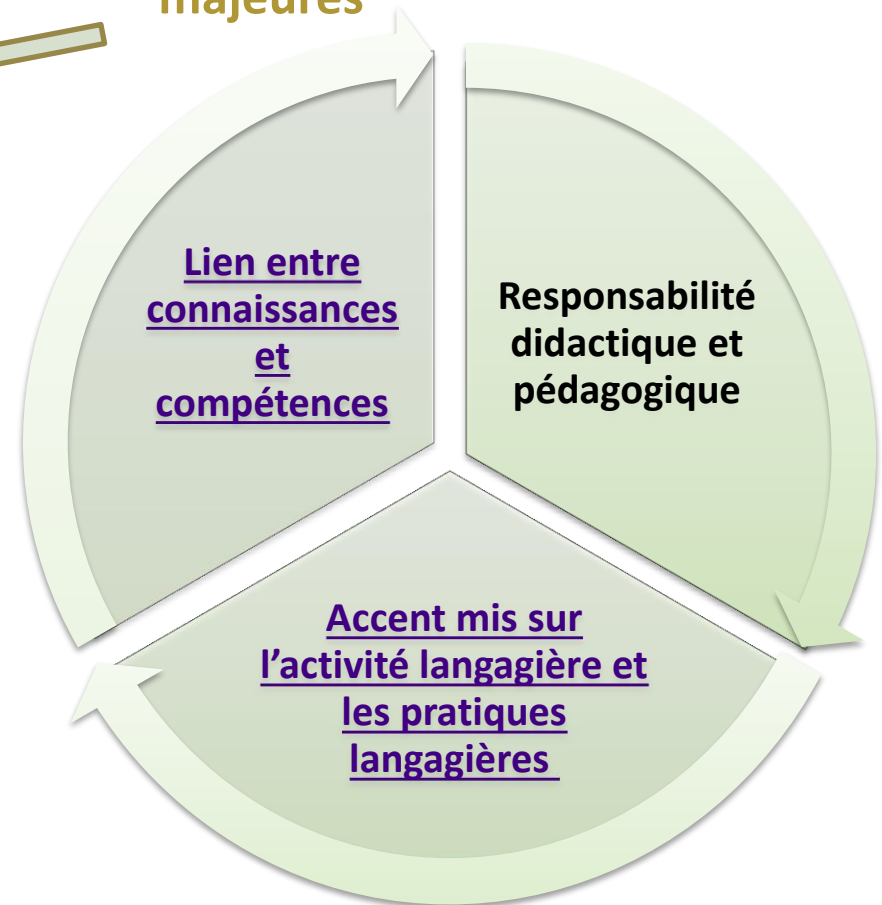 majeures
Lien entre
connaissances
et
compétences
Responsabilité
didactique et
pédagogique
Accent mis sur
l’activité langagière et
les pratiques
langagières